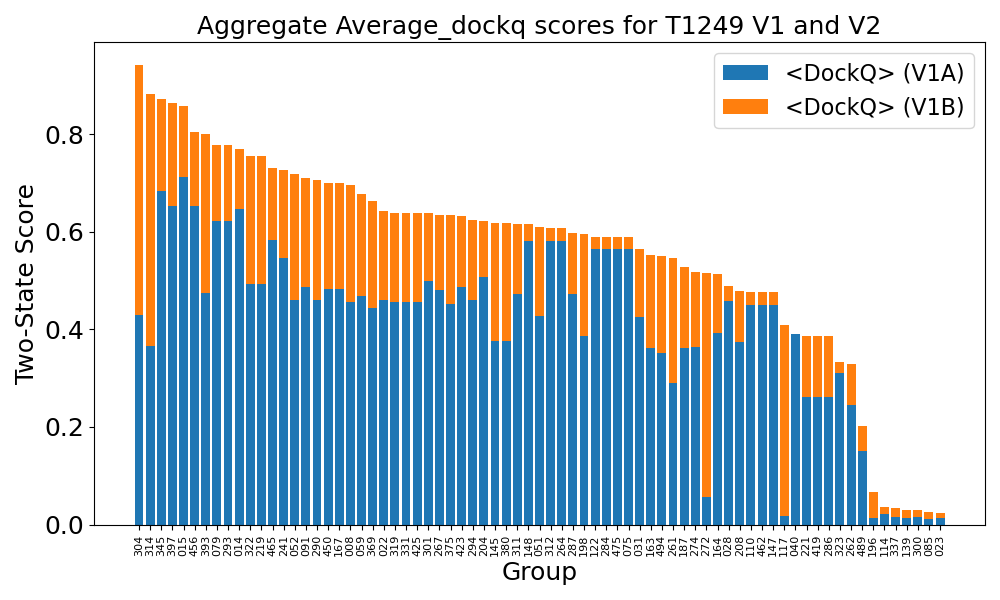 Aggregate Average_dockq scores for T1249 V1 and V2
<DockQ> (V1A)
<DockQ> (V1B)
Two-State Score
0.8
0.6
0.4
0.2
0.0
304 314 345 397 015 456 393 079 293 014 322 219 465 241 052 091 290 450 167 008 059 369 022 319 331 425 301 267 375 423 294 204 145 380 311 148 051 312 264 287 198 122 284 475 075 031 163 494 261 187 274 272 164 028 208 110 462 147 117 040 221 419 286 323 262 489 196 114 337 139 300 085 023
Group